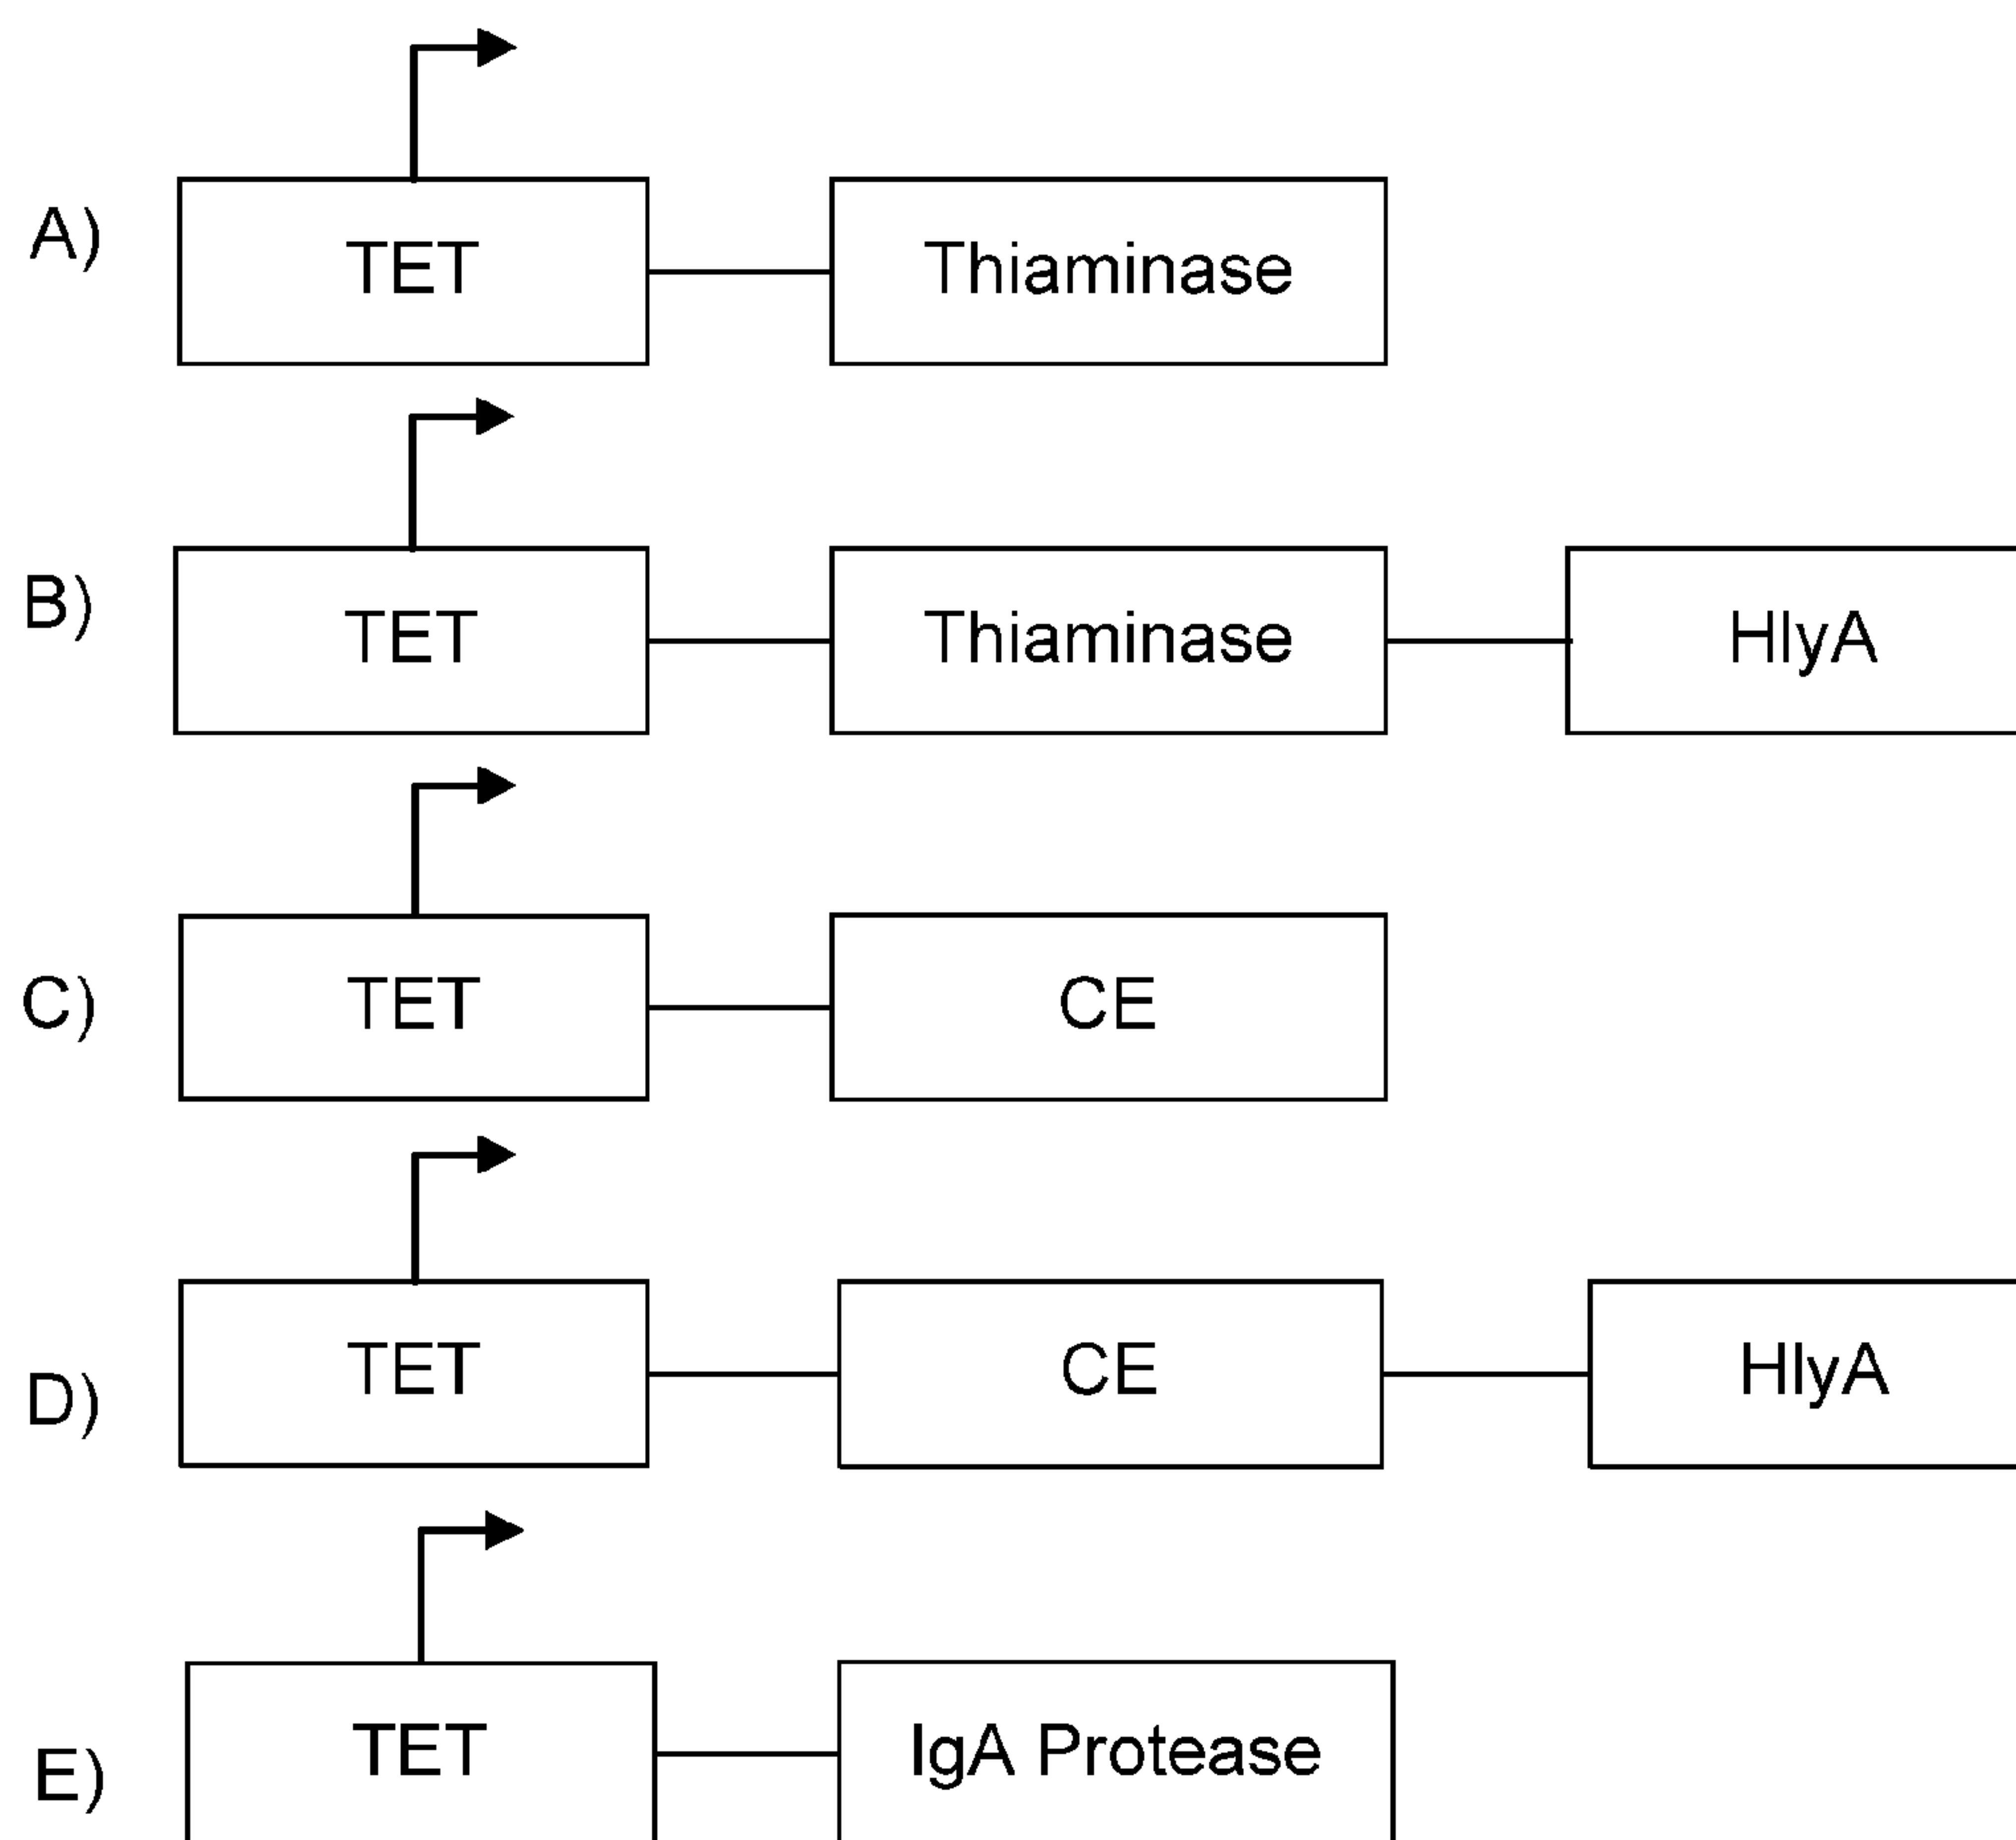 A) TET Thiaminase
B) TET Thiaminase HlyA
C) TET CE
D) TET CE HlyA
E) TET IgA Protease